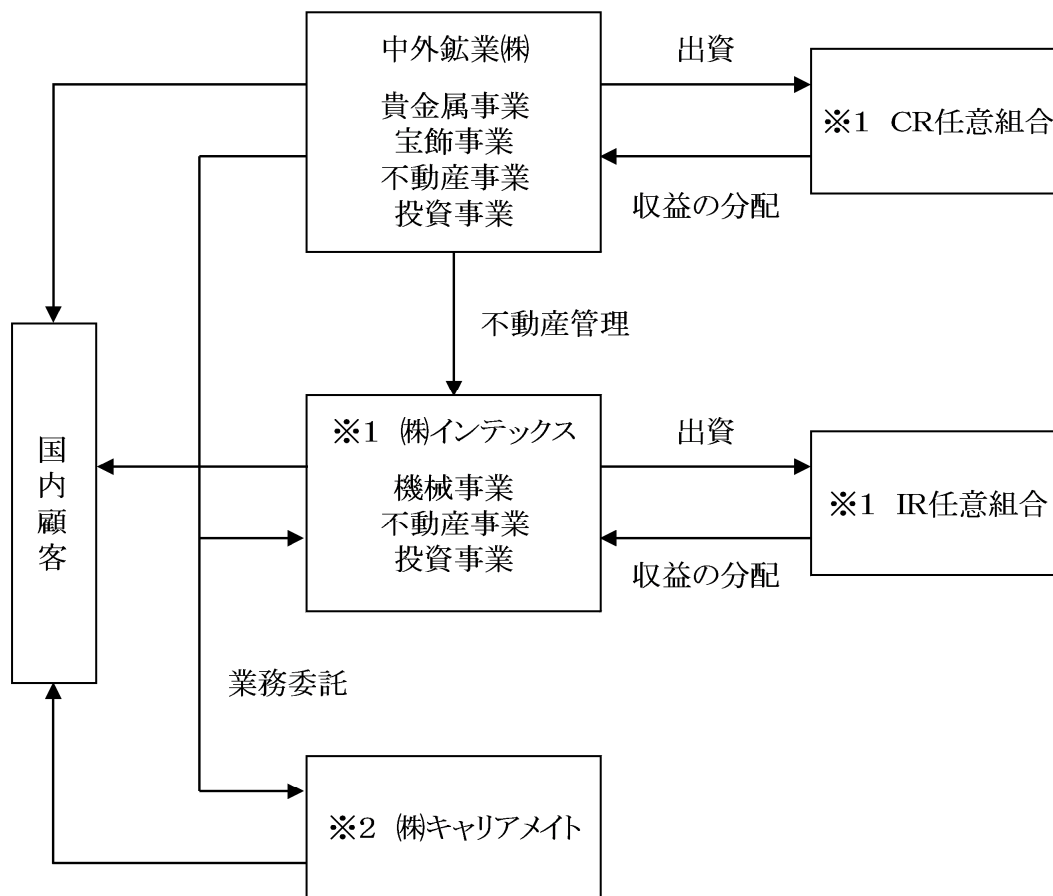 中外鉱業㈱
貴金属事業
宝飾事業
不動産事業
投資事業
出資
※1 CR任意組合
収益の分配
不動産管理
国内顧客
※1 ㈱インテックス
機械事業
不動産事業
投資事業
出資
※1 IR任意組合
収益の分配
業務委託
※2 ㈱キャリアメイト